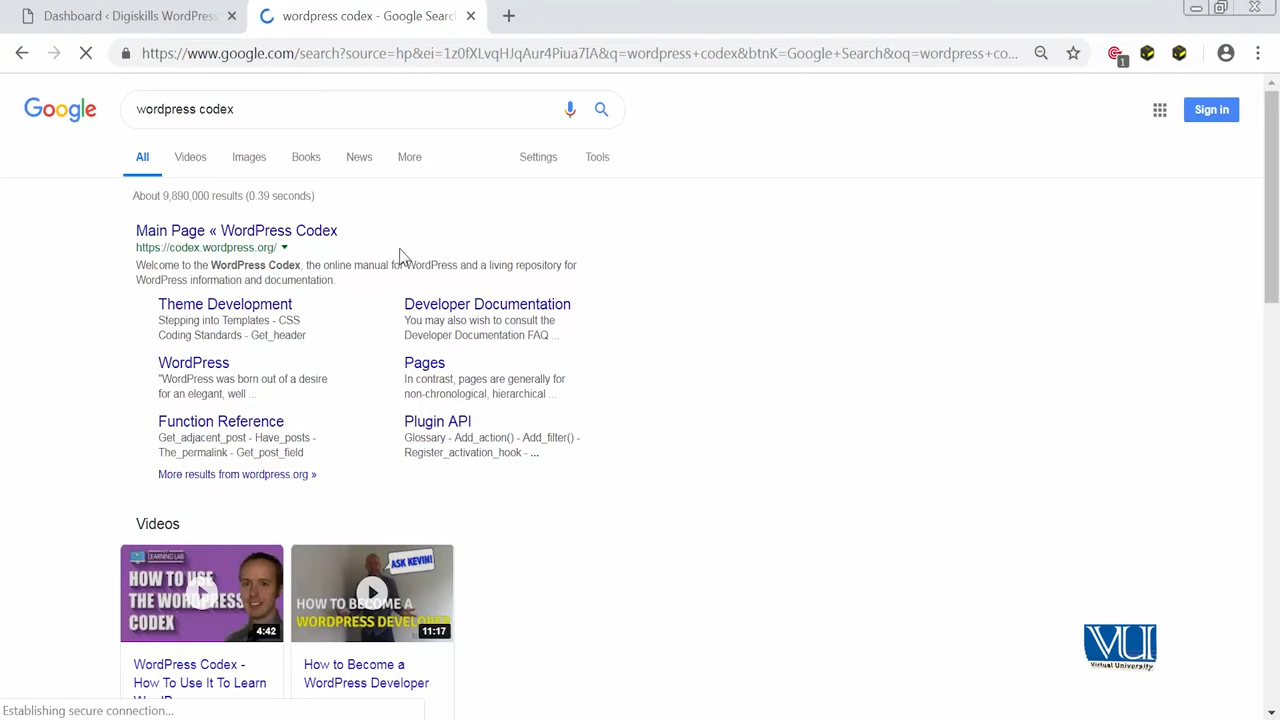 Dashboard ‹ Digiskills WordPress
wordpress codex - Google Searc
https://www.google.com/search?source=hp&ei=1z0fXLvqHJqAur4Piua7IA&q=wordpress+codex&btnK=Google+Search&oq=wordpress+co...
1
Google
wordpress codex
Sign in
All Videos Images Books News More Settings Tools
About 9,890,000 results (0.39 seconds)
Main Page « WordPress Codex
https://codex.wordpress.org/
Welcome to the WordPress Codex, the online manual for WordPress and a living repository for
WordPress information and documentation.
Theme Development
Stepping into Templates - CSS
Coding Standards - Get_header
Developer Documentation
You may also wish to consult the
Developer Documentation FAQ ...
WordPress
"WordPress was born out of a desire
for an elegant, well ...
Pages
In contrast, pages are generally for
non-chronological, hierarchical ...
Function Reference
Get_adjacent_post - Have_posts -
The_permalink - Get_post_field
Plugin API
Glossary - Add_action() - Add_filter() -
Register_activation_hook - ...
More results from wordpress.org »
Videos
LEARNING LAB
HOW TO USE
THE WORDPRESS
CODEX
4:42
ASK KEVIN!
HOW TO BECOME A
WORDPRESS DEVELOPER
11:17
WordPress Codex -
How To Use It To Learn
How to Become a
WordPress Developer
VU
Virtual University
Establishing secure connection...